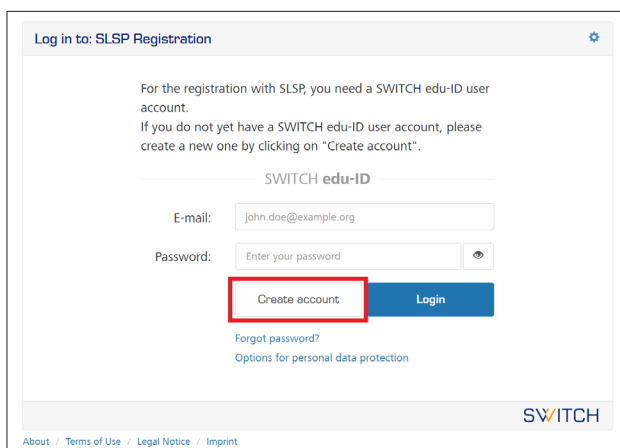 Log in to: SLSP Registration
For the registration with SLSP, you need a SWITCH edu-ID user
account.
If you do not yet have a SWITCH edu-ID user account, please
create a new one by clicking on "Create account".
SWITCH edu-ID
E-mail: john.doe@example.org
Password: Enter your password
Create account Login
Forgot password?
Options for personal data protection
SWITCH
About / Terms of Use / Legal Notice / Imprint